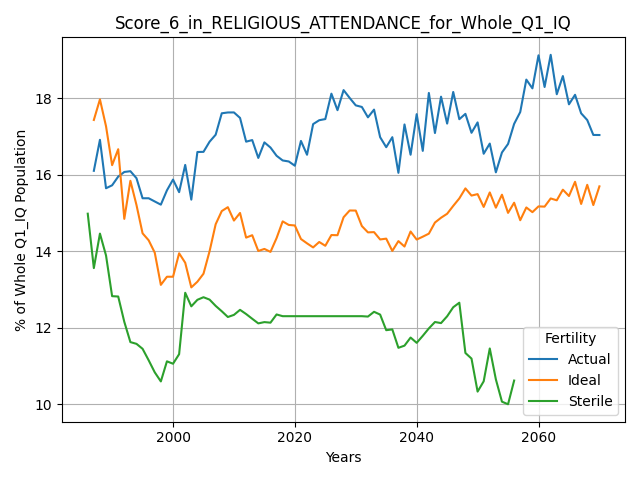 Score_6_in_RELIGIOUS_ATTENDANCE_for_Whole_Q1_IQ
% of Whole Q1_IQ Population
18
16
14
12
10
2000 2020 2040 2060
Years
Fertility
Actual
Ideal
Sterile